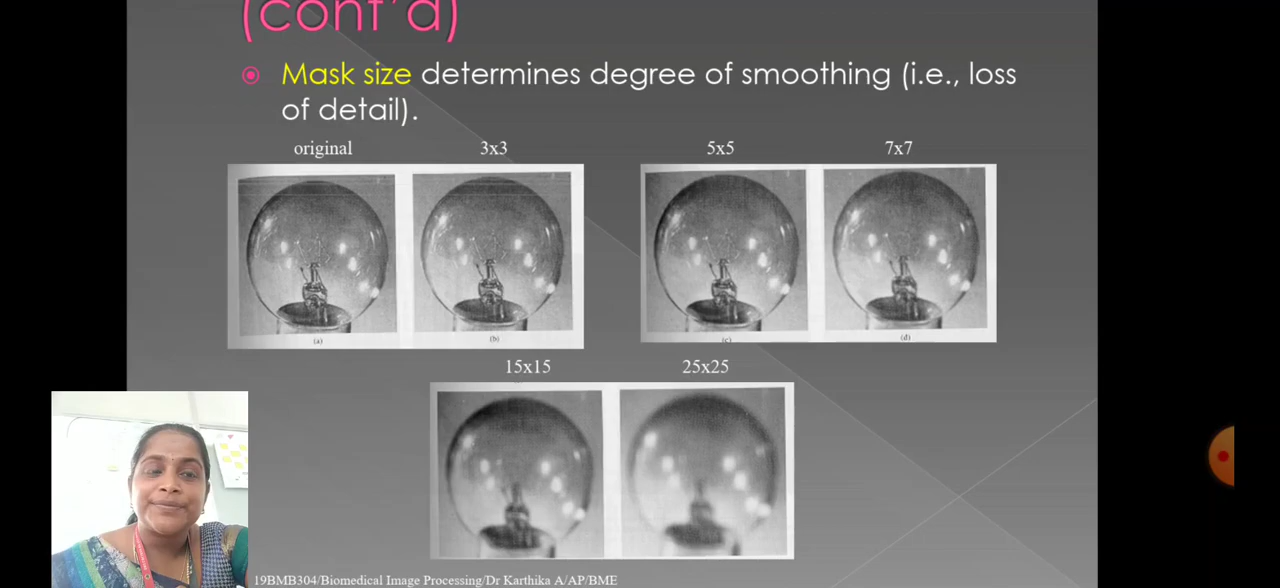 (cont'd)
Mask size determines degree of smoothing (i.e., loss
of detail).
original 3x3 5x5 7x7
(a) (b) (c) (d)
15x15 25x25
19BMB304/Biomedical Image Processing/Dr Karthika A/AP/BME